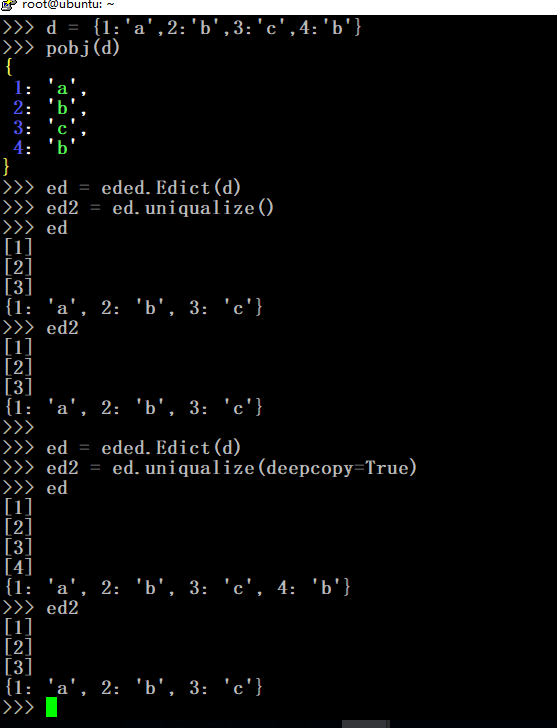 root@ubuntu: ~
>>> d = {1:'a',2:'b',3:'c',4:'b'}
>>> pobj(d)
{
 1: 'a',
 2: 'b',
 3: 'c',
 4: 'b'
}
>>> ed = eded.Edict(d)
>>> ed2 = ed.uniqualize()
>>> ed
[1]
[2]
[3]
{1: 'a', 2: 'b', 3: 'c'}
>>> ed2
[1]
[2]
[3]
{1: 'a', 2: 'b', 3: 'c'}
>>>
>>> ed = eded.Edict(d)
>>> ed2 = ed.uniqualize(deepcopy=True)
>>> ed
[1]
[2]
[3]
[4]
{1: 'a', 2: 'b', 3: 'c', 4: 'b'}
>>> ed2
[1]
[2]
[3]
{1: 'a', 2: 'b', 3: 'c'}
>>>